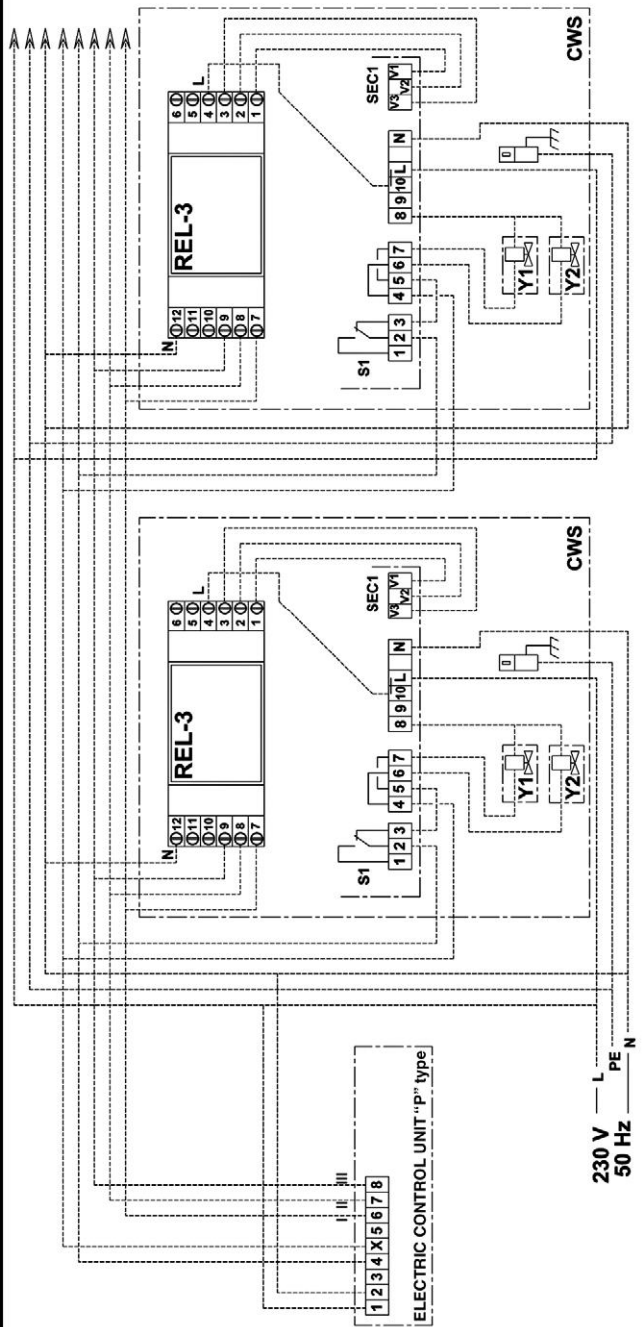 230 V
50 Hz
L
PE
N
ELECTRIC CONTROL UNIT "P" type
1 2 3 4 X 5 6 7 8
I II III
CWS
REL-3
N
12 11 10 9 8 7
6 5 4 3 2 1
L
S1
1 2 3
4 5 6 7
8 9 10 L N
SEC1
V3 V2 V1
Y1
Y2
CWS
REL-3
N
12 11 10 9 8 7
6 5 4 3 2 1
L
S1
1 2 3
4 5 6 7
8 9 10 L N
SEC1
V3 V2 V1
Y1
Y2